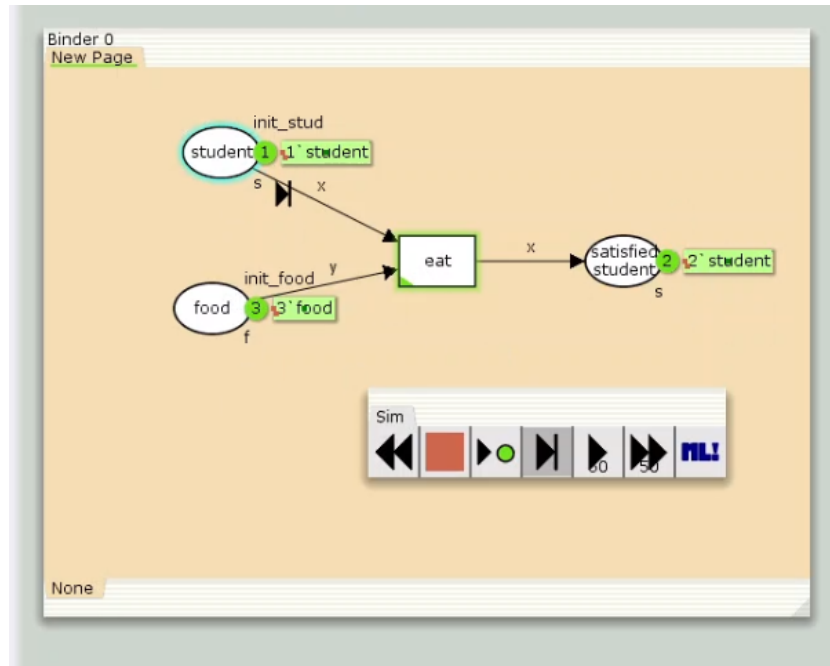 Binder 0
New Page
init_stud
student 1 1`student
s x
satisfied
student 2 2`student
s
eat
x
init_food y
food 3 3`food
f
Sim
50 50 ML!
None